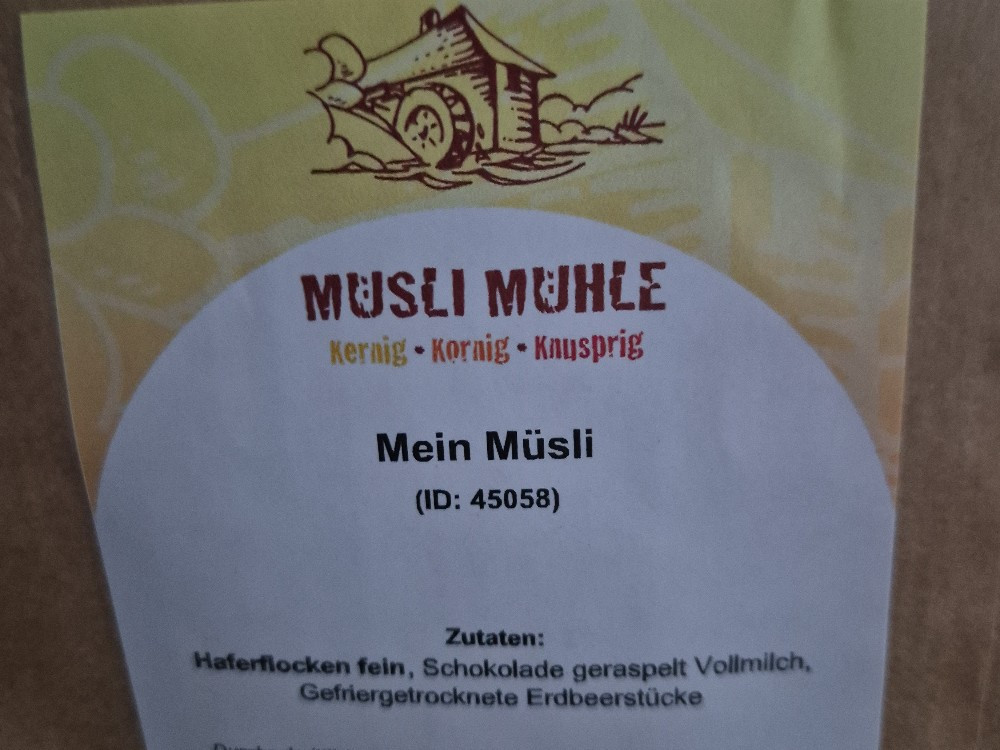 MÜSLI MÜHLE
Kernig • Kornig • Knusprig
Mein Müsli
(ID: 45058)
Zutaten:
Haferflocken fein, Schokolade geraspelt Vollmilch,
Gefriergetrocknete Erdbeerstücke